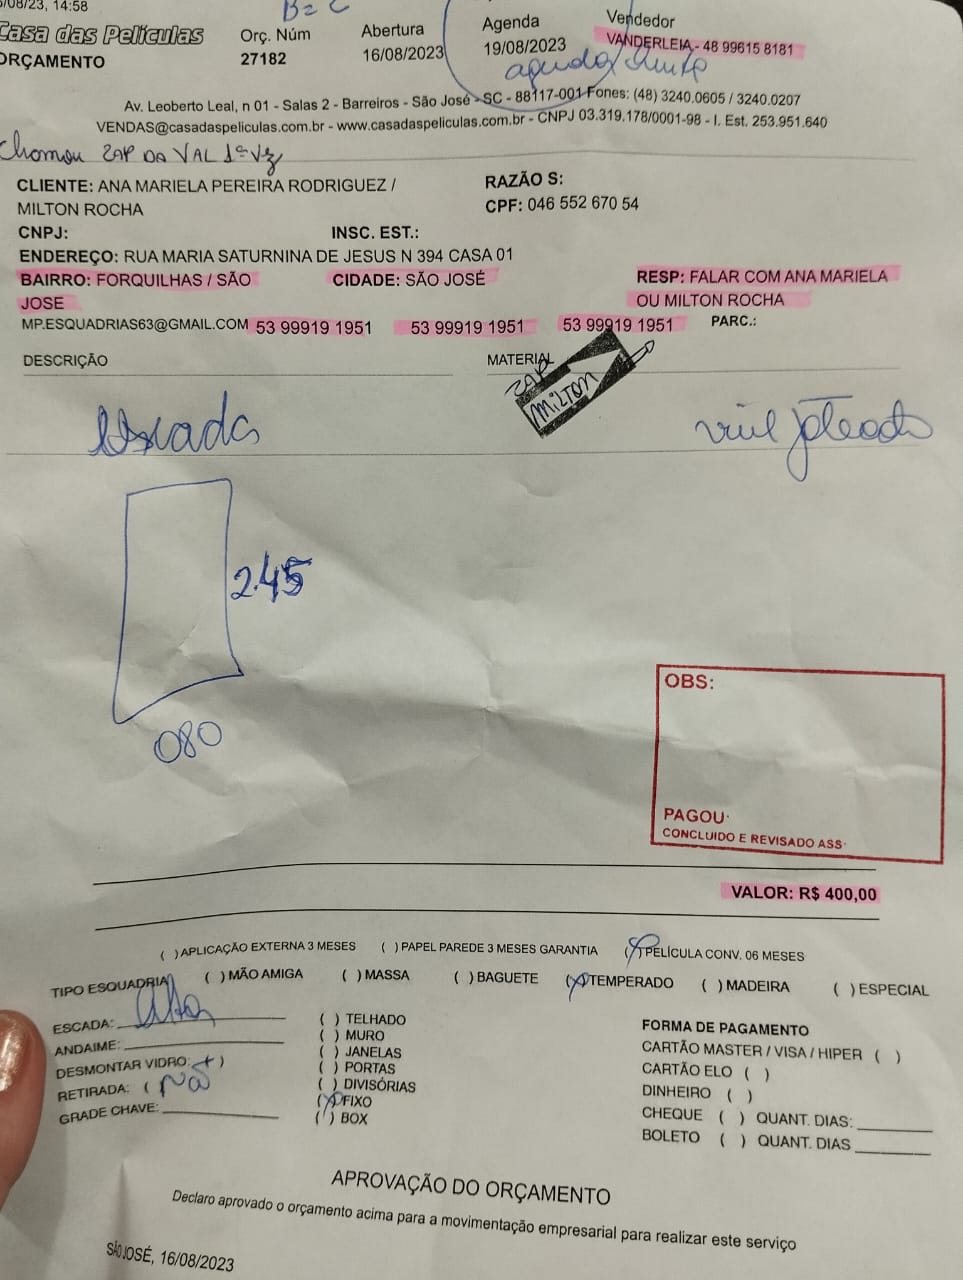 /08/23, 14:58
B= C
Casa das Películas
ORÇAMENTO
Orç. Núm
27182
Abertura
16/08/2023
Agenda
19/08/2023
Vendedor
VANDERLEIA - 48 99615 8181
Av. Leoberto Leal, n 01 - Salas 2 - Barreiros - São José - SC - 88117-001 Fones: (48) 3240.0605 / 3240.0207
VENDAS@casadaspeliculas.com.br - www.casadaspeliculas.com.br - CNPJ 03.319.178/0001-98 - I. Est. 253.951.640
Chamou ZAP DA VAL 1ª Vz
CLIENTE: ANA MARIELA PEREIRA RODRIGUEZ /
MILTON ROCHA
RAZÃO S:
CPF: 046 552 670 54
CNPJ:
INSC. EST.:
ENDEREÇO: RUA MARIA SATURNINA DE JESUS N 394 CASA 01
BAIRRO: FORQUILHAS / SÃO
JOSE
CIDADE: SÃO JOSÉ
RESP: FALAR COM ANA MARIELA
OU MILTON ROCHA
MP.ESQUADRIAS63@GMAIL.COM 53 99919 1951 53 99919 1951 53 99919 1951 PARC.:
DESCRIÇÃO
MATERIAL
ZAP
MILTON
Escada
vinil jateado
2.45
080
OBS:
PAGOU:
CONCLUIDO E REVISADO ASS:
VALOR: R$ 400,00
( ) APLICAÇÃO EXTERNA 3 MESES ( ) PAPEL PAREDE 3 MESES GARANTIA (X) PELÍCULA CONV. 06 MESES
TIPO ESQUADRIA ( ) MÃO AMIGA ( ) MASSA ( ) BAGUETE (X) TEMPERADO ( ) MADEIRA ( ) ESPECIAL
ESCADA: Alta
ANDAIME:
DESMONTAR VIDRO: )
RETIRADA: ( não
GRADE CHAVE:
( ) TELHADO
( ) MURO
( ) JANELAS
( ) PORTAS
( ) DIVISÓRIAS
(X) FIXO
( ) BOX
FORMA DE PAGAMENTO
CARTÃO MASTER / VISA / HIPER ( )
CARTÃO ELO ( )
DINHEIRO ( )
CHEQUE ( ) QUANT. DIAS:
BOLETO ( ) QUANT. DIAS
APROVAÇÃO DO ORÇAMENTO
Declaro aprovado o orçamento acima para a movimentação empresarial para realizar este serviço
SÃO JOSÉ, 16/08/2023